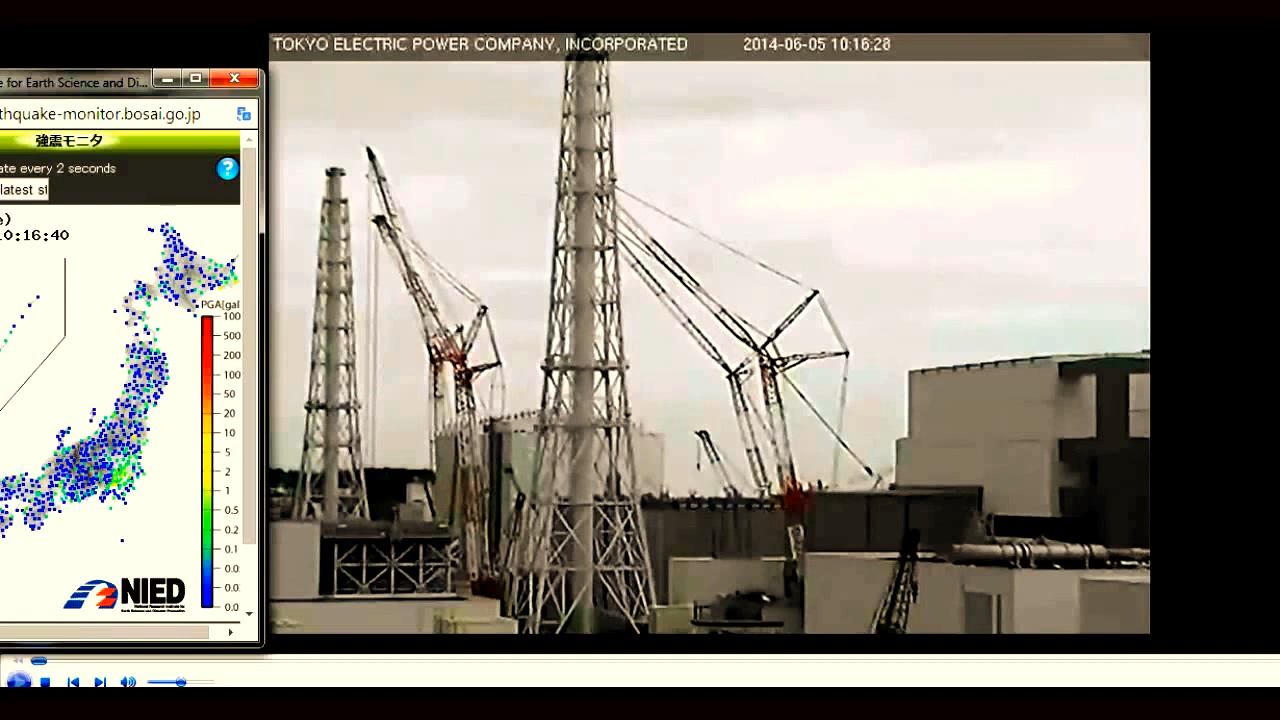 TOKYO ELECTRIC POWER COMPANY, INCORPORATED 2014-06-05 10:16:28
e for Earth Science and Di...
thquake-monitor.bosai.go.jp
強震モニタ
ate every 2 seconds
?
latest
e)
0:16:40
PGA(gal
100
500
200
100
50
20
10
5
2
1
0.5
0.2
0.1
0.0
0.0
0.0
NIED